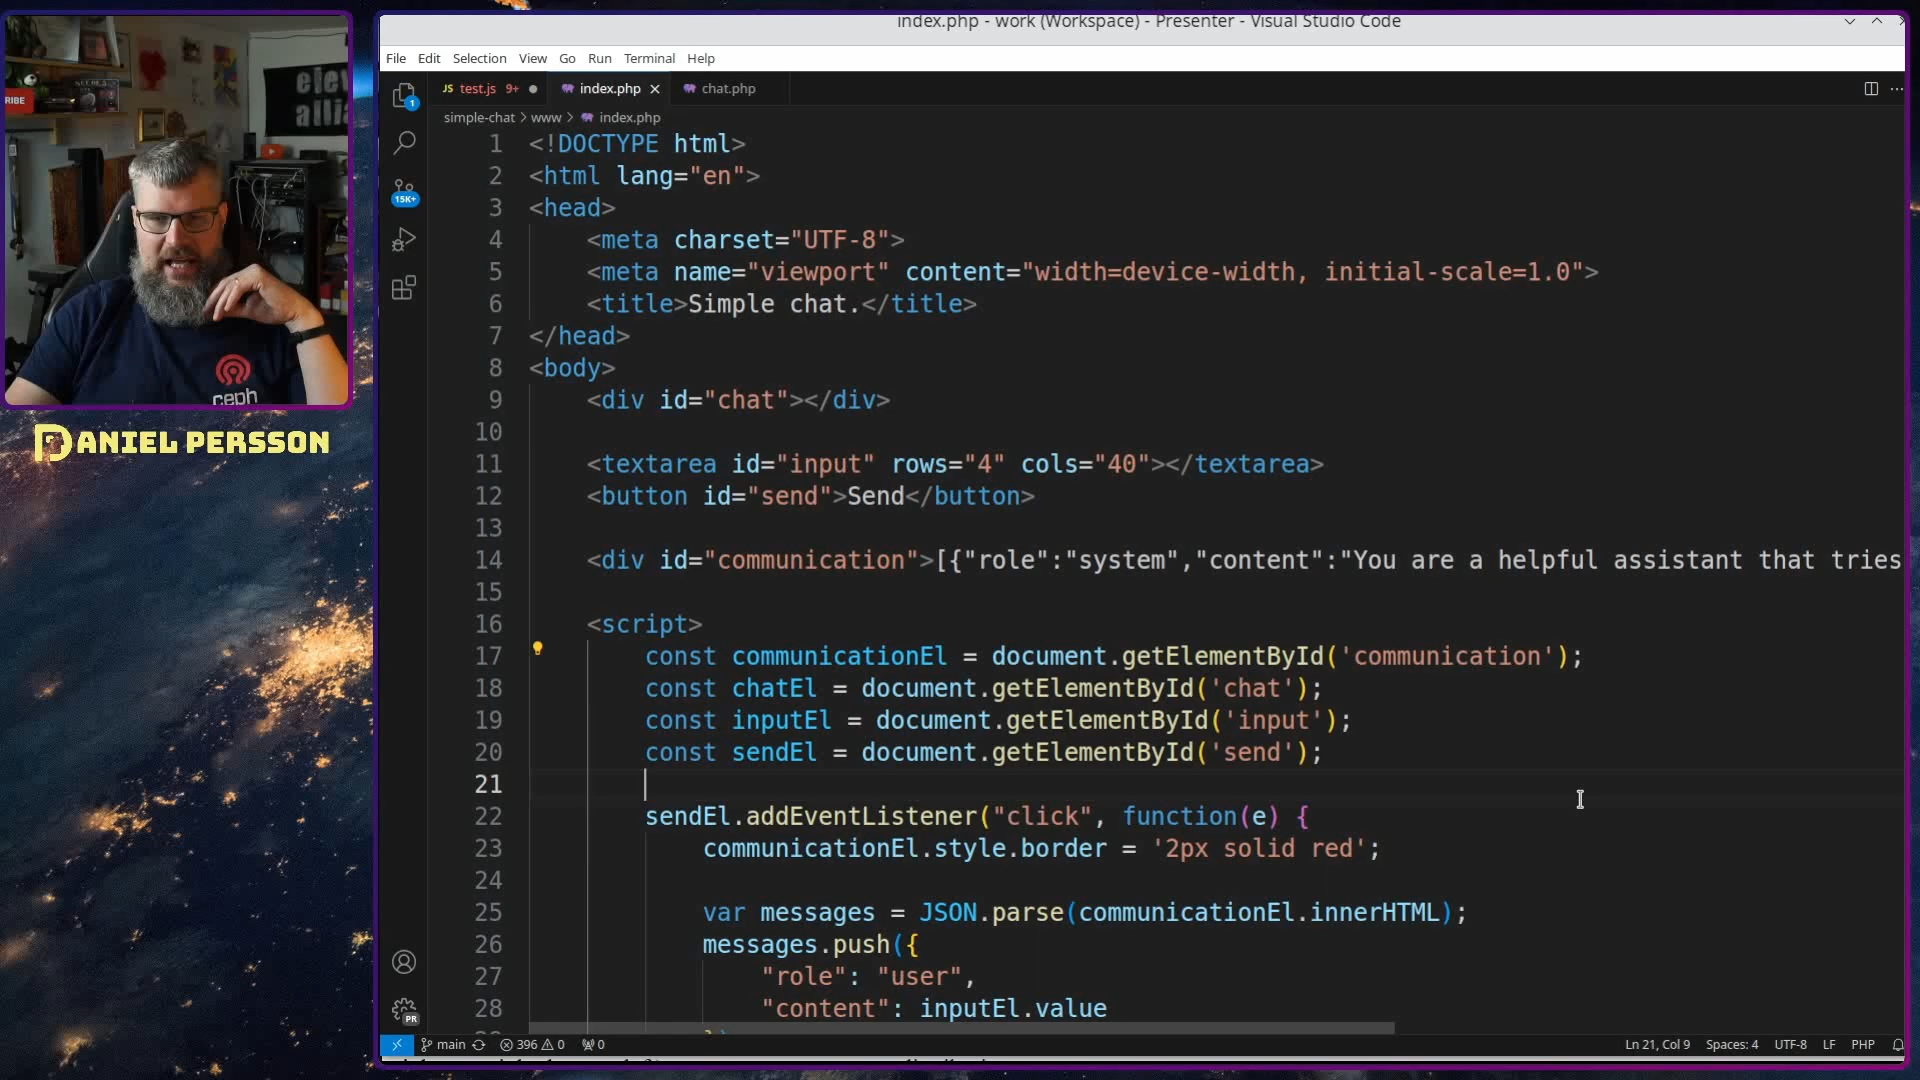 index.php - work (Workspace) - Presenter - Visual Studio Code
File Edit Selection View Go Run Terminal Help
JS test.js 9+ ● index.php chat.php
simple-chat > www > index.php
1 <!DOCTYPE html>
2 <html lang="en">
3 <head>
4 <meta charset="UTF-8">
5 <meta name="viewport" content="width=device-width, initial-scale=1.0">
6 <title>Simple chat.</title>
7 </head>
8 <body>
9 <div id="chat"></div>
10
11 <textarea id="input" rows="4" cols="40"></textarea>
12 <button id="send">Send</button>
13
14 <div id="communication">[{"role":"system","content":"You are a helpful assistant that tries
15
16 <script>
17 const communicationEl = document.getElementById('communication');
18 const chatEl = document.getElementById('chat');
19 const inputEl = document.getElementById('input');
20 const sendEl = document.getElementById('send');
21
22 sendEl.addEventListener("click", function(e) {
23 communicationEl.style.border = '2px solid red';
24
25 var messages = JSON.parse(communicationEl.innerHTML);
26 messages.push({
27 "role": "user",
28 "content": inputEl.value
1
15K+
PR
main 396 0 0
Ln 21, Col 9 Spaces: 4 UTF-8 LF PHP
RIBE
ele
alli
ceph
DANIEL PERSSON